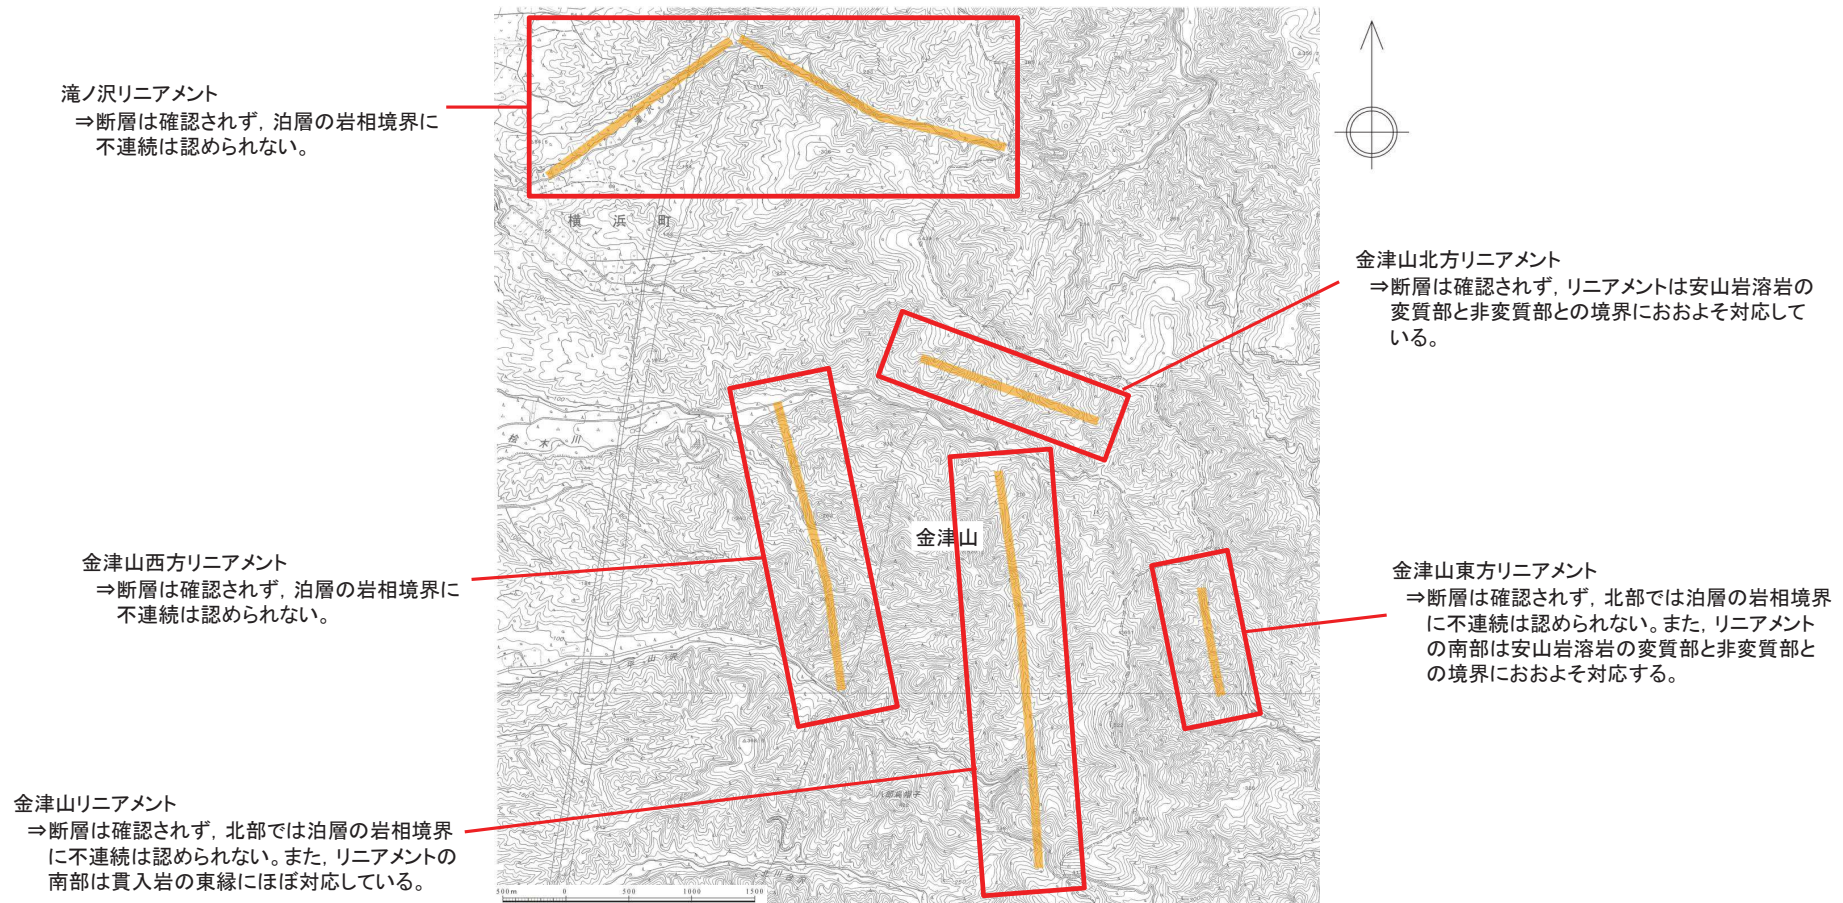 滝ノ沢リニアメント
⇒断層は確認されず，泊層の岩相境界に
不連続は認められない。
横 浜 町
金津山北方リニアメント
⇒断層は確認されず，リニアメントは安山岩溶岩の
変質部と非変質部との境界におおよそ対応して
いる。
桧 木 川
金津山
金津山西方リニアメント
⇒断層は確認されず，泊層の岩相境界に
不連続は認められない。
金津山東方リニアメント
⇒断層は確認されず，北部では泊層の岩相境界
に不連続は認められない。また，リニアメント
の南部は安山岩溶岩の変質部と非変質部と
の境界におおよそ対応する。
金津山リニアメント
⇒断層は確認されず，北部では泊層の岩相境界
に不連続は認められない。また，リニアメントの
南部は貫入岩の東縁にほぼ対応している。
500m 0 500 1000 1500